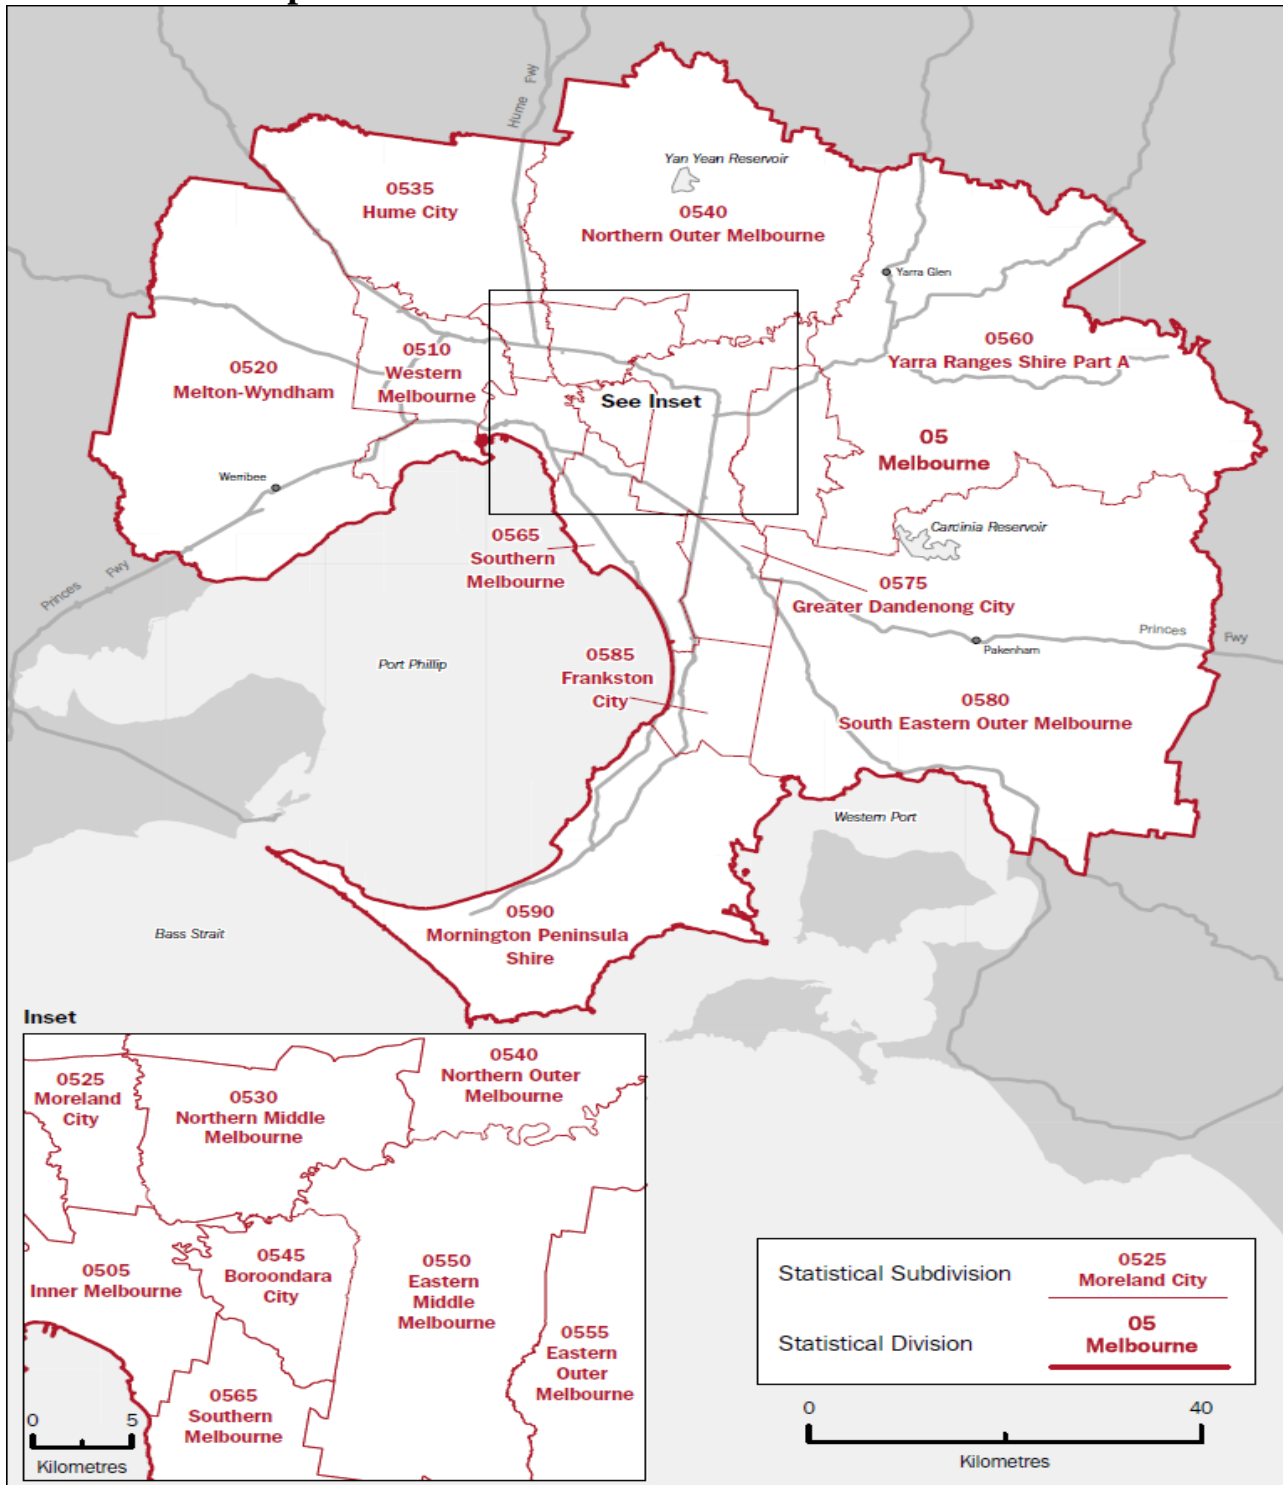 Hume Fwy
Yan Yean Reservoir
0535
Hume City
0540
Northern Outer Melbourne
Yarra Glen
0560
Yarra Ranges Shire Part A
0510
Western
Melbourne
0520
Melton-Wyndham
See Inset
05
Melbourne
Werribee
Carcinia Reservoir
0565
Southern
Melbourne
Princes Fwy
0575
Greater Dandenong City
Princes Fwy
Pakenham
0585
Frankston
City
Port Phillip
0580
South Eastern Outer Melbourne
Western Port
0590
Mornington Peninsula
Shire
Bass Strait
Inset
0540
Northern Outer
Melbourne
0525
Moreland
City
0530
Northern Middle
Melbourne
0505
Inner Melbourne
0545
Boroondara
City
0550
Eastern
Middle
Melbourne
0555
Eastern
Outer
Melbourne
0565
Southern
Melbourne
0 5
Kilometres
Statistical Subdivision
0525
Moreland City
Statistical Division
05
Melbourne
0 40
Kilometres